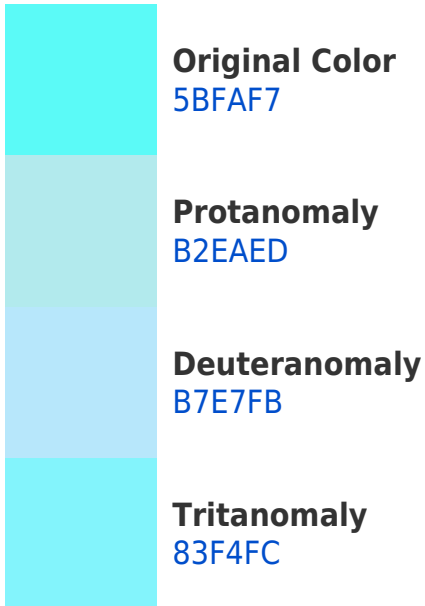 Original Color
5BFAF7
Protanomaly
B2EAED
Deuteranomaly
B7E7FB
Tritanomaly
83F4FC